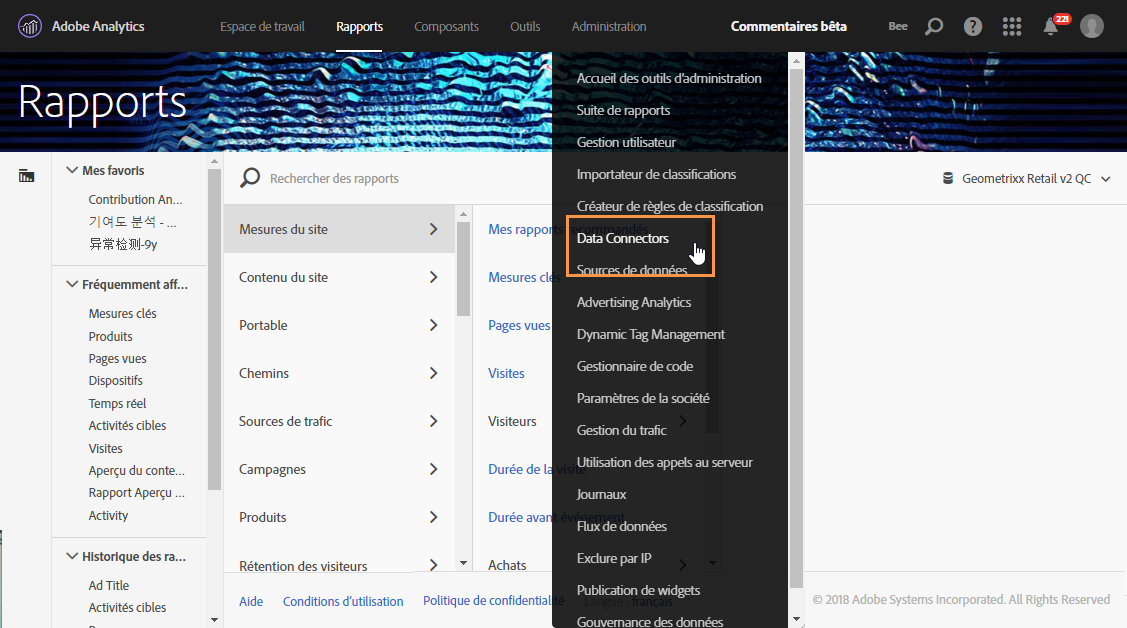 Adobe Analytics
Espace de travail
Rapports
Composants
Outils
Administration
Commentaires bêta
Bee
221
Rapports
Mes favoris
Contribution An...
기여도 분석 - ...
异常检测-9y
Fréquemment aff...
Mesures clés
Produits
Pages vues
Dispositifs
Temps réel
Activités cibles
Visites
Aperçu du conte...
Rapport Aperçu ...
Activity
Historique des ra...
Ad Title
Activités cibles
Rechercher des rapports
Geometrixx Retail v2 QC
Mesures du site
Contenu du site
Portable
Chemins
Sources de trafic
Campagnes
Produits
Rétention des visiteurs
Mes rapports recommandés
Mesures clés
Pages vues
Visites
Visiteurs
Durée de la visite
Durée avant événement
Achats
Accueil des outils d'administration
Suite de rapports
Gestion utilisateur
Importateur de classifications
Créateur de règles de classification
Data Connectors
Sources de données
Advertising Analytics
Dynamic Tag Management
Gestionnaire de code
Paramètres de la société
Gestion du trafic
Utilisation des appels au serveur
Journaux
Flux de données
Exclure par IP
Publication de widgets
Gouvernance des données
Aide
Conditions d'utilisation
Politique de confidentialité
Langue : français
© 2018 Adobe Systems Incorporated. All Rights Reserved